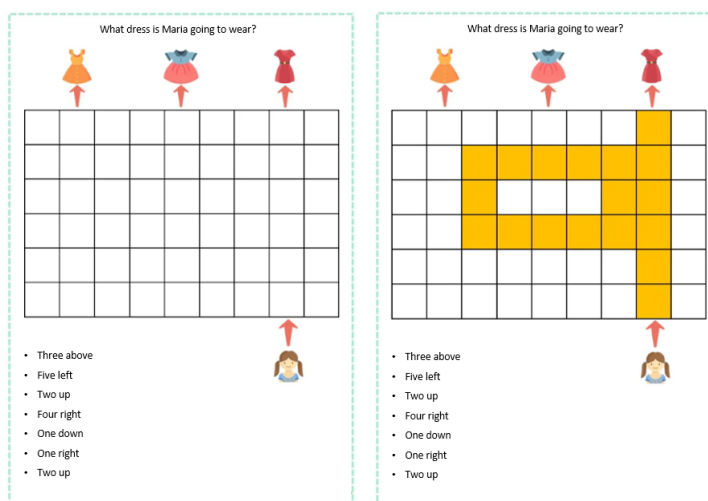 What dress is Maria going to wear?
• Three above
• Five left
• Two up
• Four right
• One down
• One right
• Two up
What dress is Maria going to wear?
• Three above
• Five left
• Two up
• Four right
• One down
• One right
• Two up